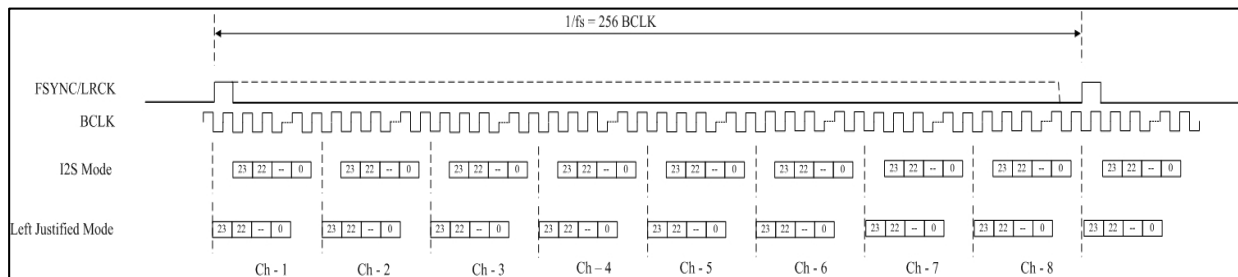 1/fs = 256 BCLK
FSYNC/LRCK
BCLK
I2S Mode
23 22 -- 0 23 22 -- 0 23 22 -- 0 23 22 -- 0 23 22 -- 0 23 22 -- 0 23 22 -- 0 23 22 -- 0 23 22 -- 0
Left Justified Mode
23 22 -- 0 23 22 -- 0 23 22 -- 0 23 22 -- 0 23 22 -- 0 23 22 -- 0 23 22 -- 0 23 22 -- 0 23 22 -- 0
Ch - 1 Ch - 2 Ch - 3 Ch – 4 Ch - 5 Ch - 6 Ch - 7 Ch - 8